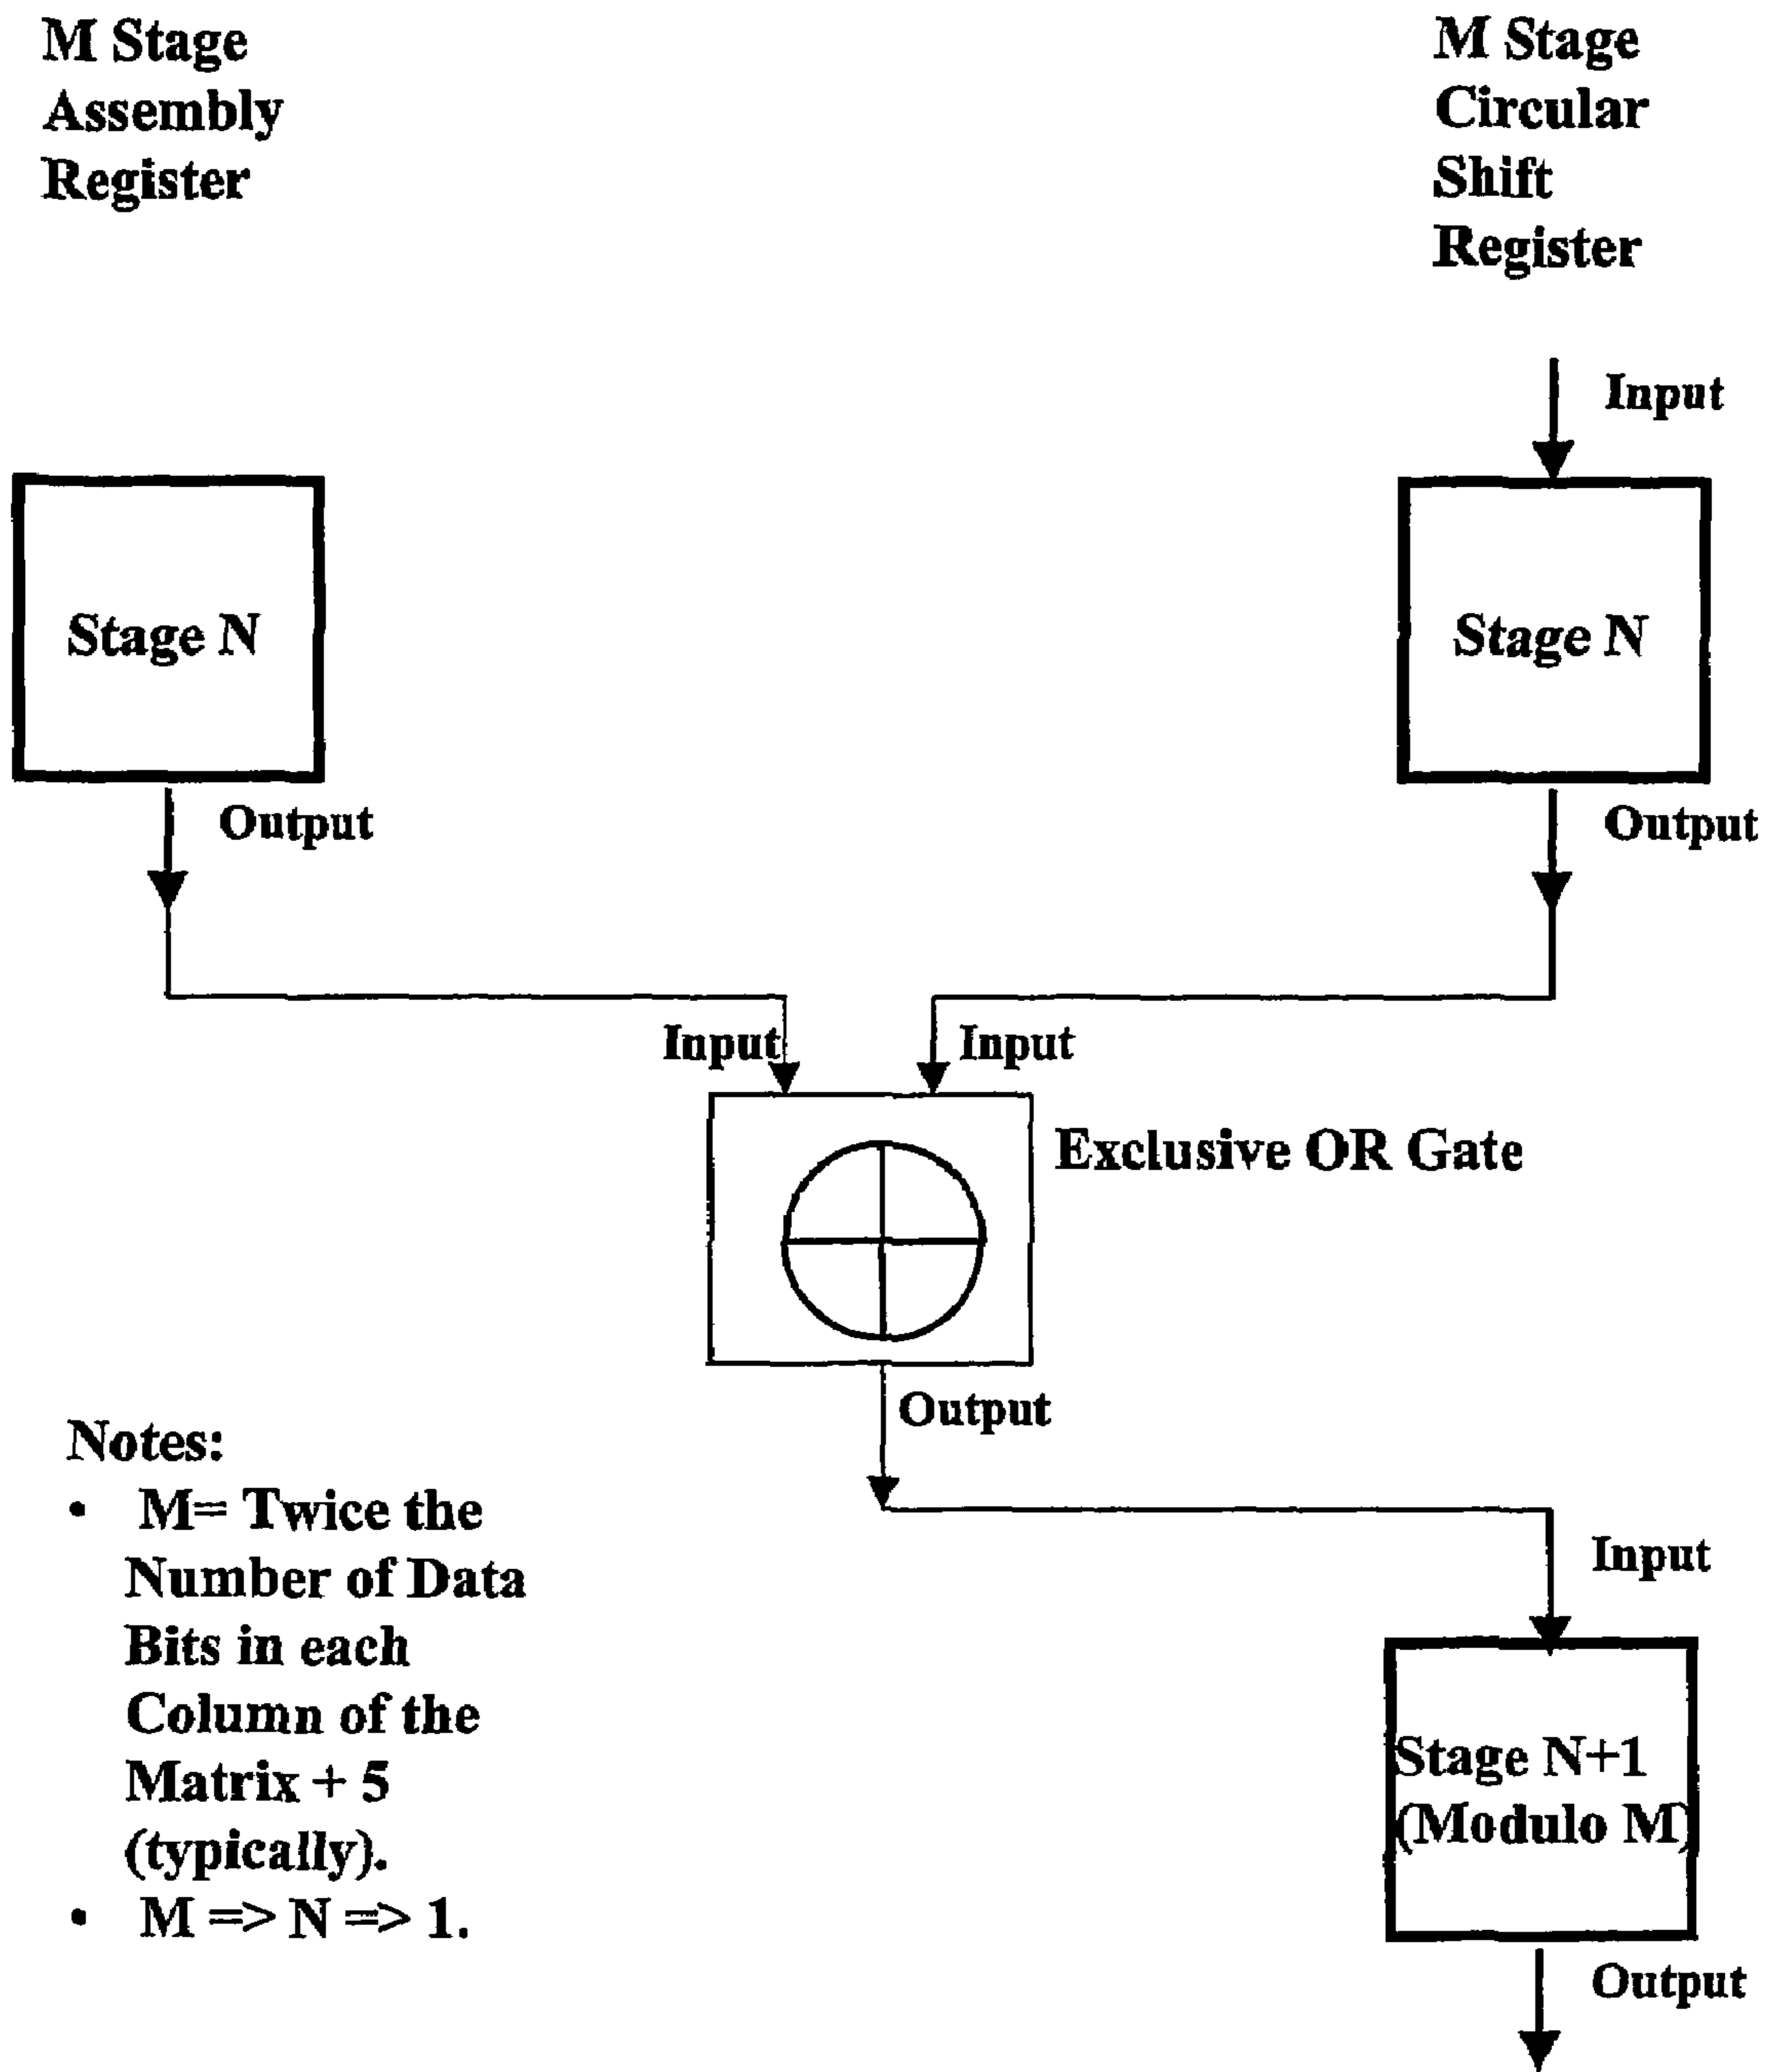 M Stage
Assembly
Register
M Stage
Circular
Shift
Register
Input
Stage N
Stage N
Output
Output
Input
Input
Exclusive OR Gate
Output
Notes:
• M= Twice the
Number of Data
Bits in each
Column of the
Matrix + 5
(typically).
• M => N => 1.
Input
Stage N+1
(Modulo M)
Output